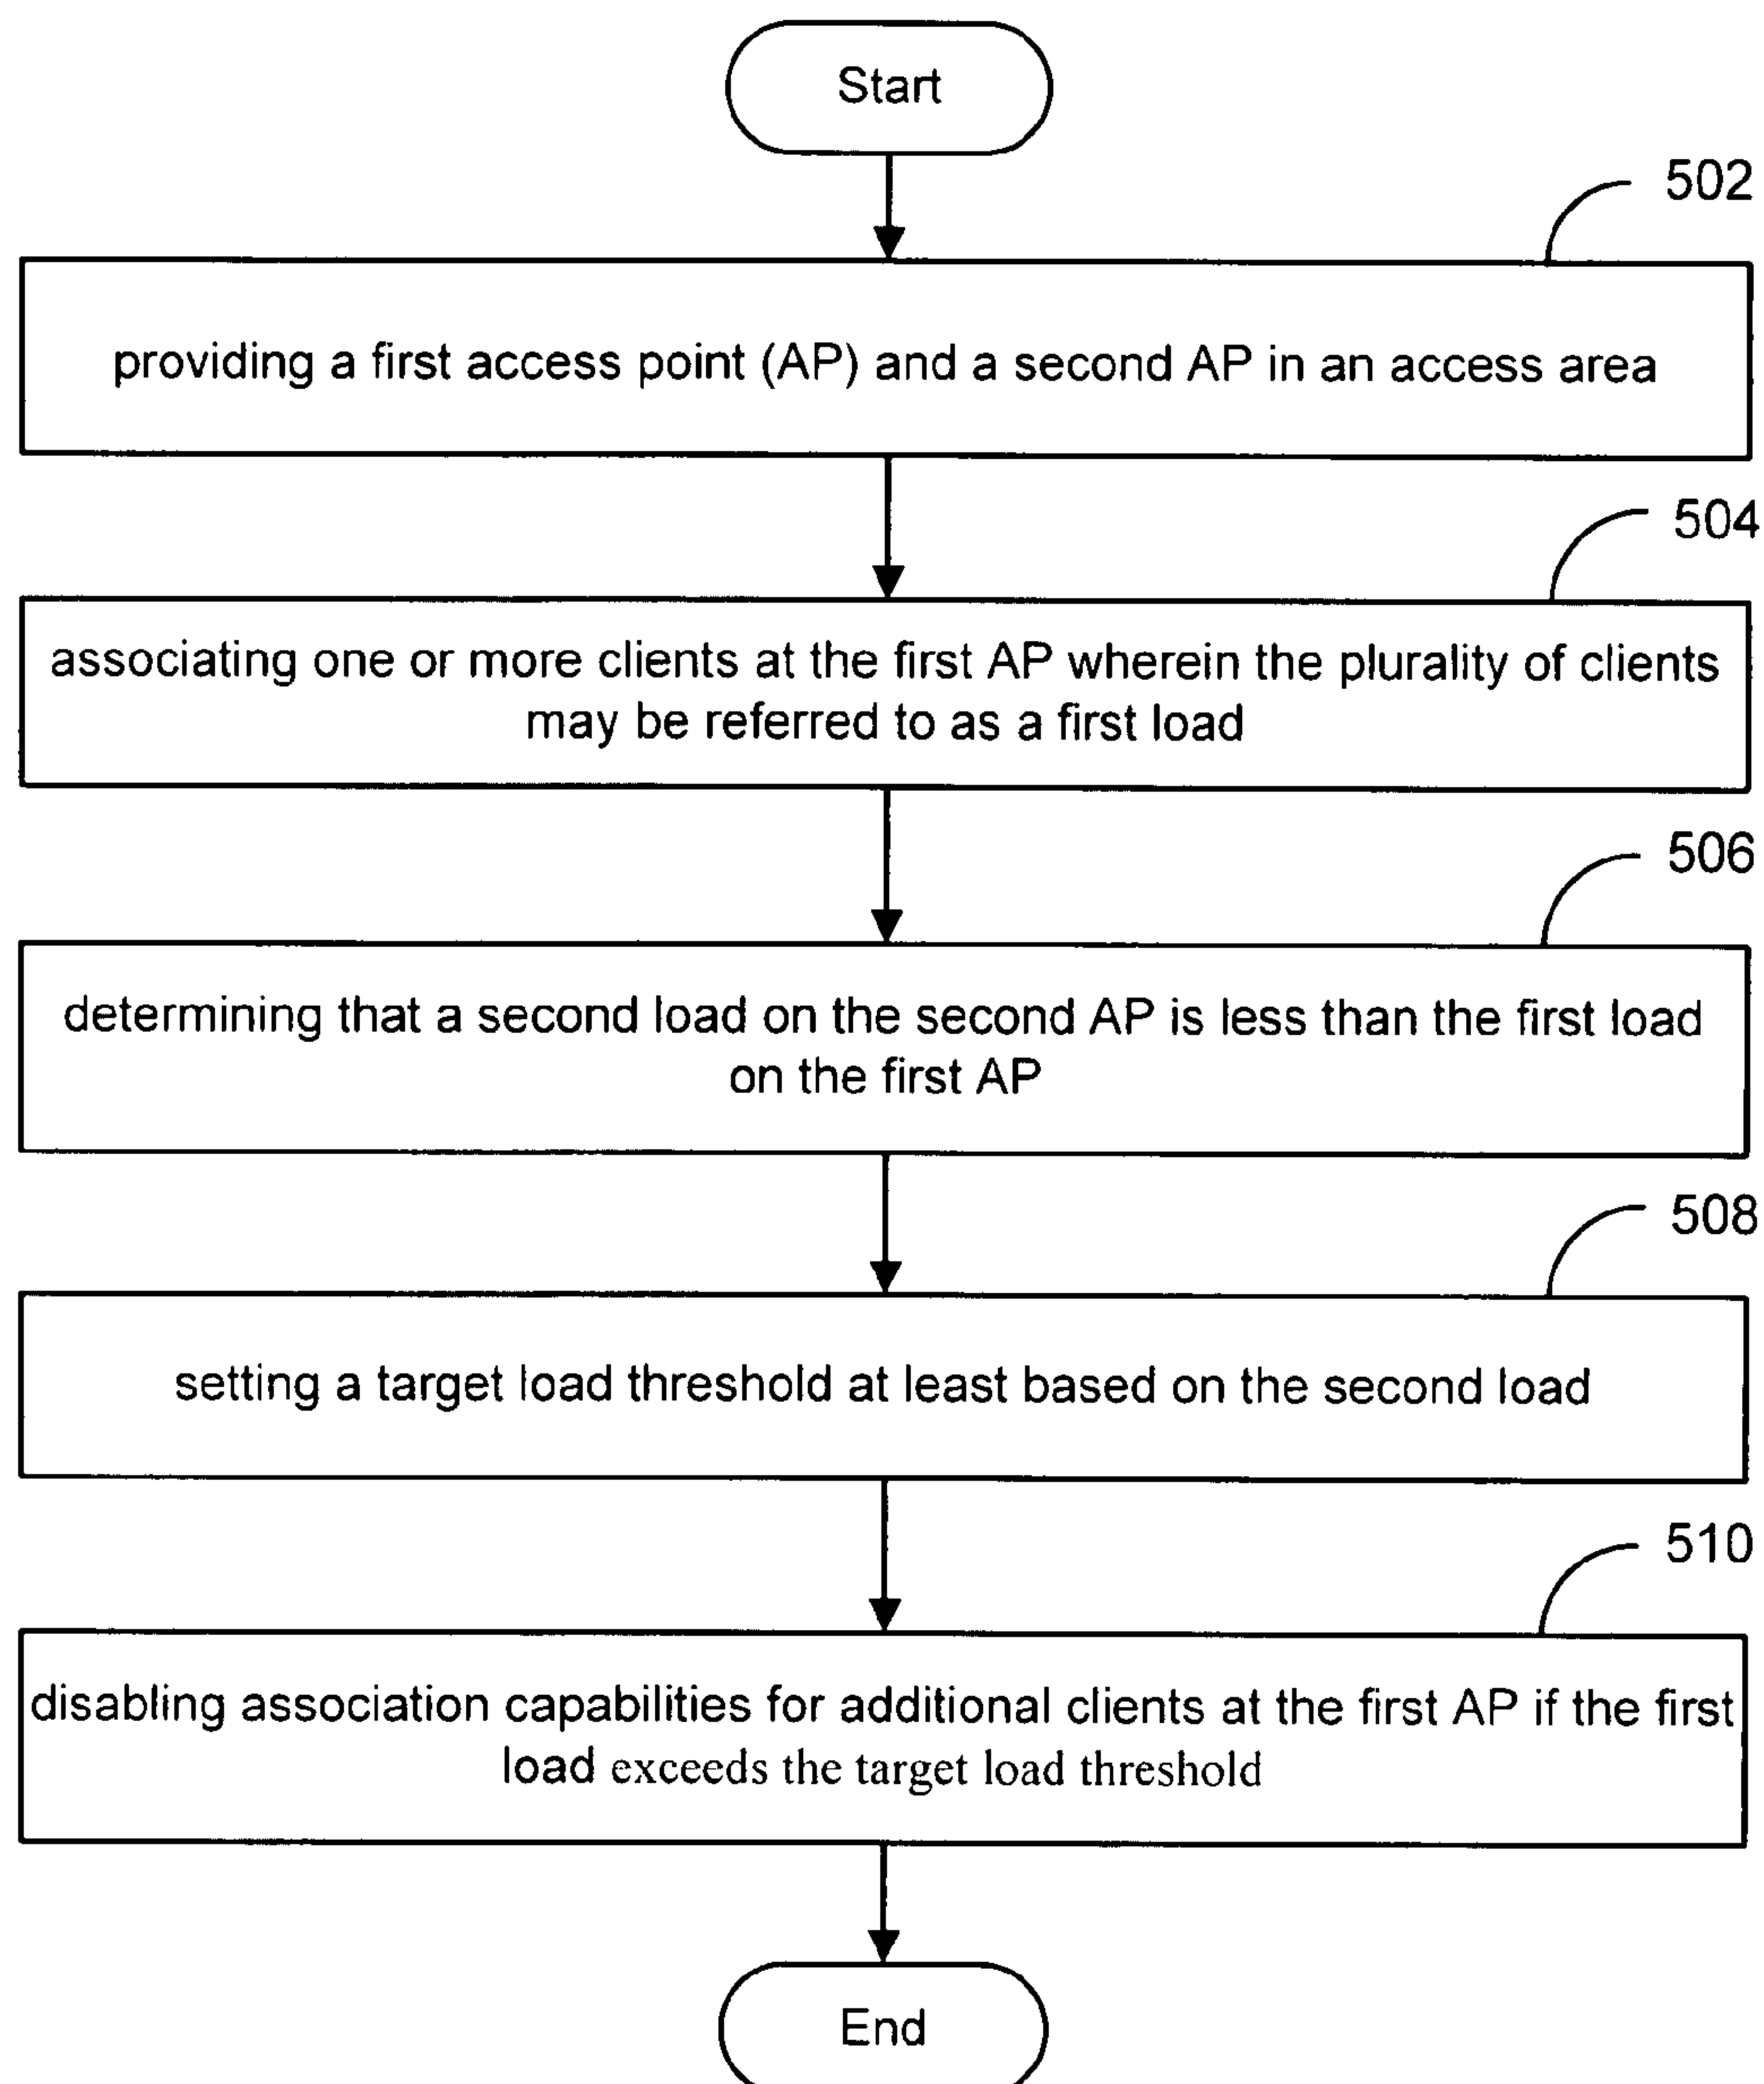 Start
502
providing a first access point (AP) and a second AP in an access area
504
associating one or more clients at the first AP wherein the plurality of clients
may be referred to as a first load
506
determining that a second load on the second AP is less than the first load
on the first AP
508
setting a target load threshold at least based on the second load
510
disabling association capabilities for additional clients at the first AP if the first
load exceeds the target load threshold
End